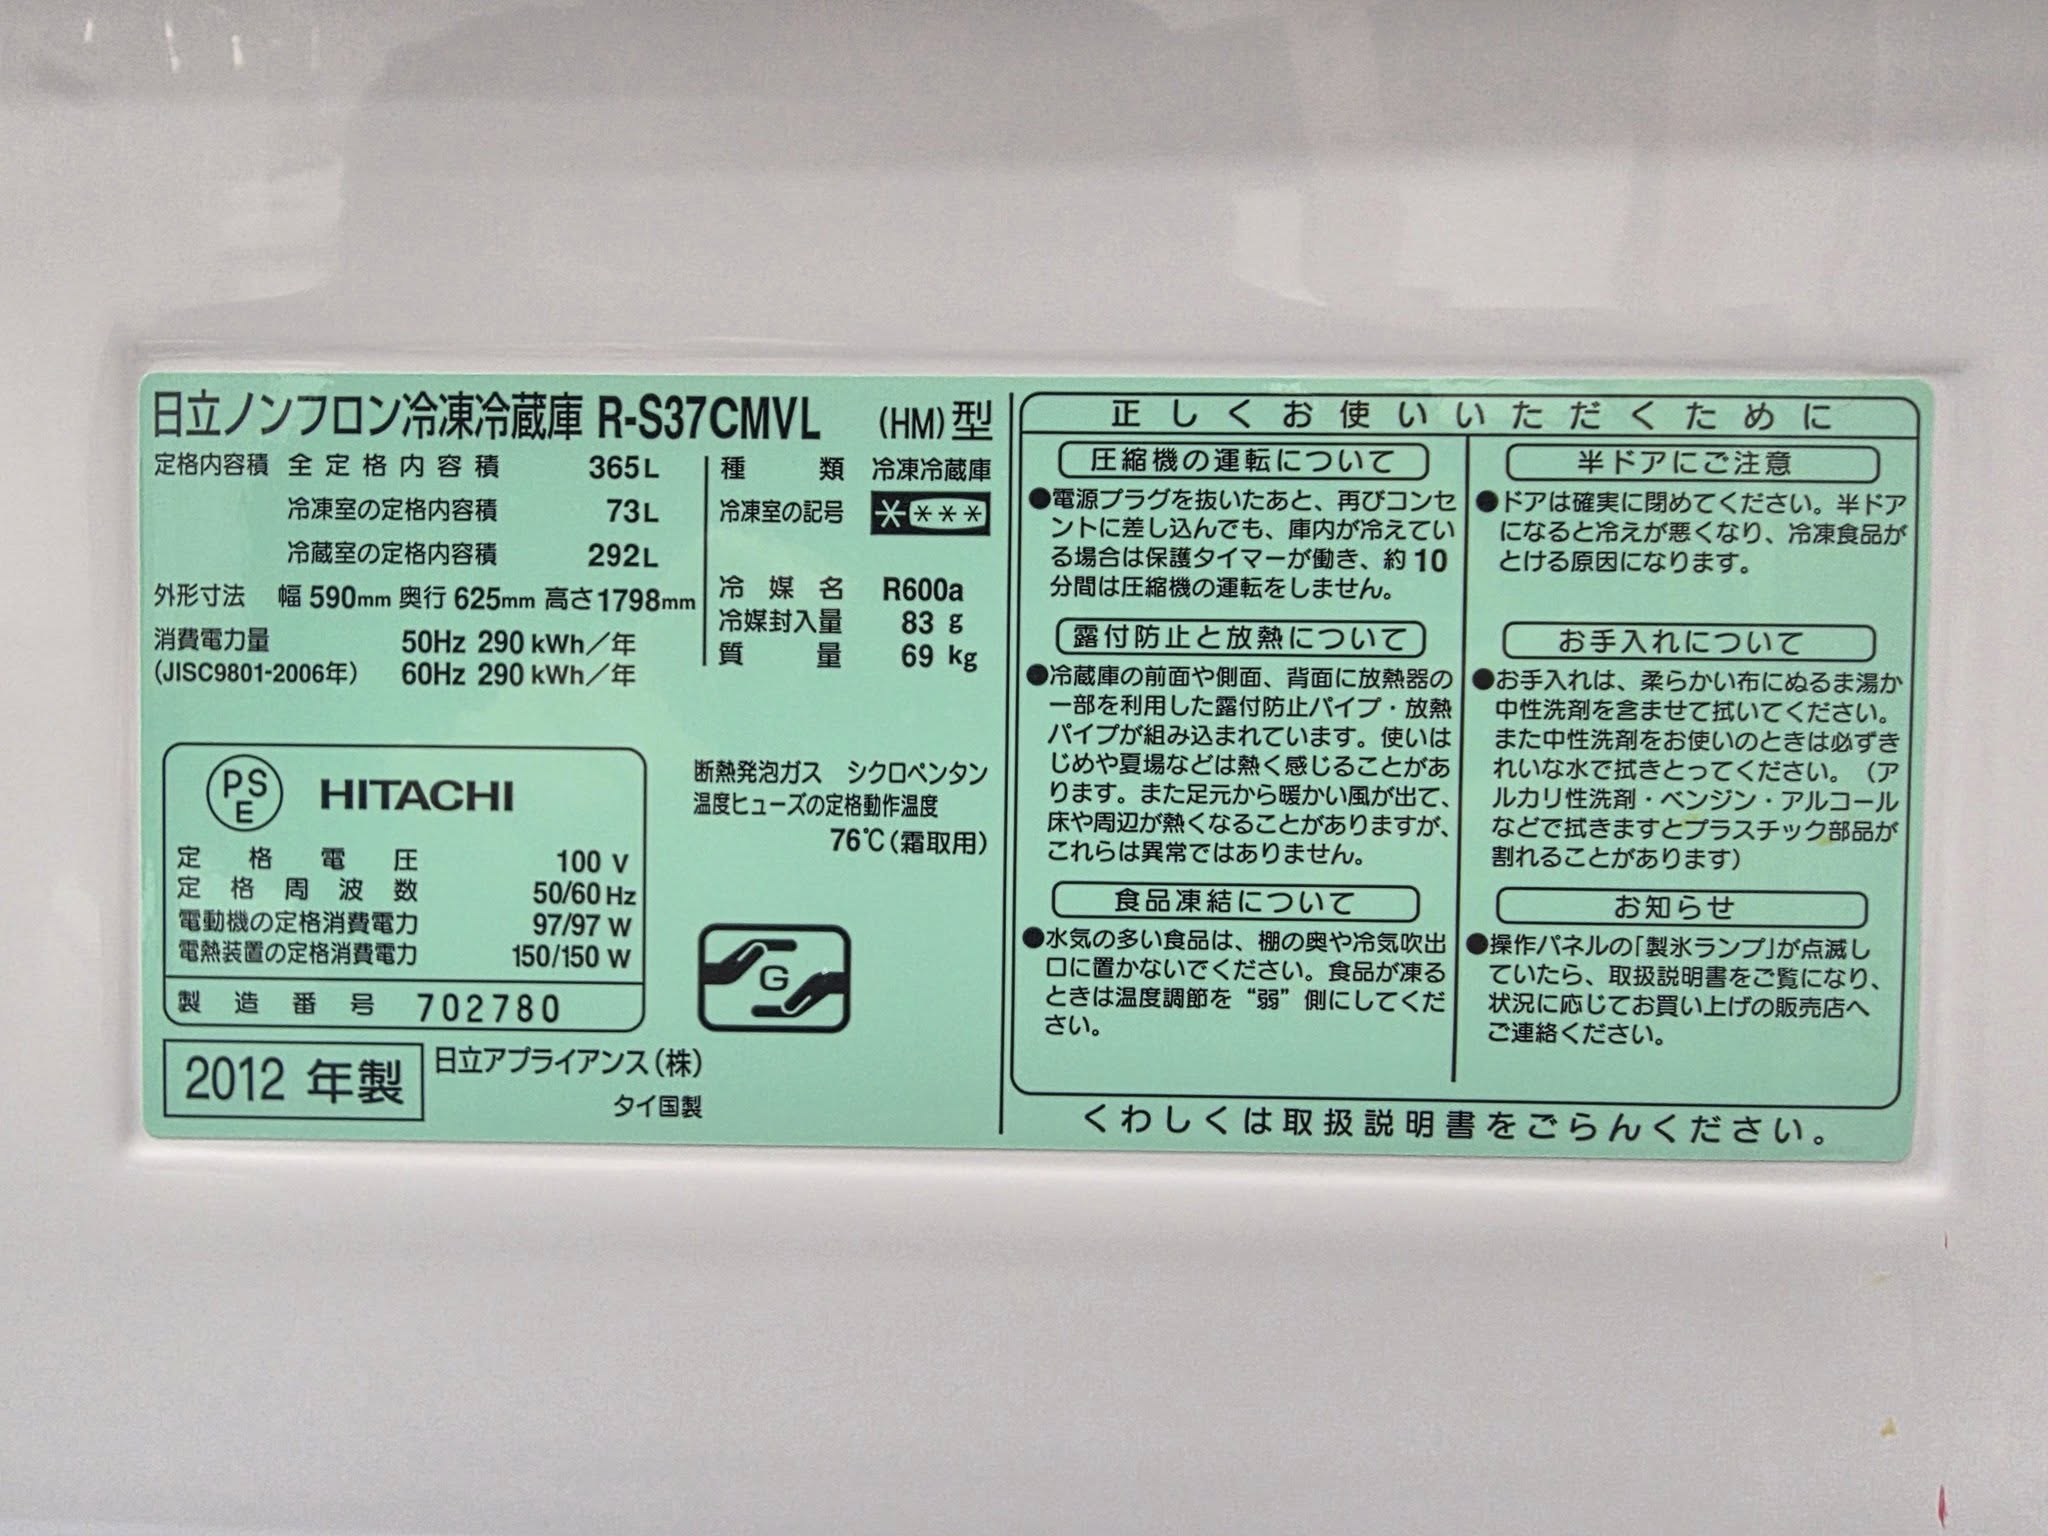 日立ノンフロン冷凍冷蔵庫 R-S37CMVL (HM)型
定格内容積 全定格内容積 365L
冷凍室の定格内容積 73L
冷蔵室の定格内容積 292L
外形寸法 幅 590mm 奥行 625mm 高さ1798mm
消費電力量 50Hz 290 kWh／年
(JISC9801-2006年) 60Hz 290 kWh／年
種類 冷凍冷蔵庫
冷凍室の記号 ＊＊＊＊
冷媒名 R600a
冷媒封入量 83 g
質量 69 kg
PSE HITACHI
定格電圧 100 V
定格周波数 50/60 Hz
電動機の定格消費電力 97/97 W
電熱装置の定格消費電力 150/150 W
製造番号 702780
断熱発泡ガス シクロペンタン
温度ヒューズの定格動作温度
76℃(霜取用)
G
2012 年製
日立アプライアンス(株)
タイ国製
正しくお使いいただくために
圧縮機の運転について
●電源プラグを抜いたあと、再びコンセ
ントに差し込んでも、庫内が冷えてい
る場合は保護タイマーが働き、約10
分間は圧縮機の運転をしません。
露付防止と放熱について
●冷蔵庫の前面や側面、背面に放熱器の
一部を利用した露付防止パイプ・放熱
パイプが組み込まれています。使いは
じめや夏場などは熱く感じることがあ
ります。また足元から暖かい風が出て、
床や周辺が熱くなることがありますが、
これらは異常ではありません。
食品凍結について
●水気の多い食品は、棚の奥や冷気吹出
口に置かないでください。食品が凍る
ときは温度調節を“弱”側にしてくだ
さい。
半ドアにご注意
●ドアは確実に閉めてください。半ドア
になると冷えが悪くなり、冷凍食品が
とける原因になります。
お手入れについて
●お手入れは、柔らかい布にぬるま湯か
中性洗剤を含ませて拭いてください。
また中性洗剤をお使いのときは必ずき
れいな水で拭きとってください。（ア
ルカリ性洗剤・ベンジン・アルコール
などで拭きますとプラスチック部品が
割れることがあります）
お知らせ
●操作パネルの「製氷ランプ」が点滅し
ていたら、取扱説明書をご覧になり、
状況に応じてお買い上げの販売店へ
ご連絡ください。
くわしくは取扱説明書をごらんください。